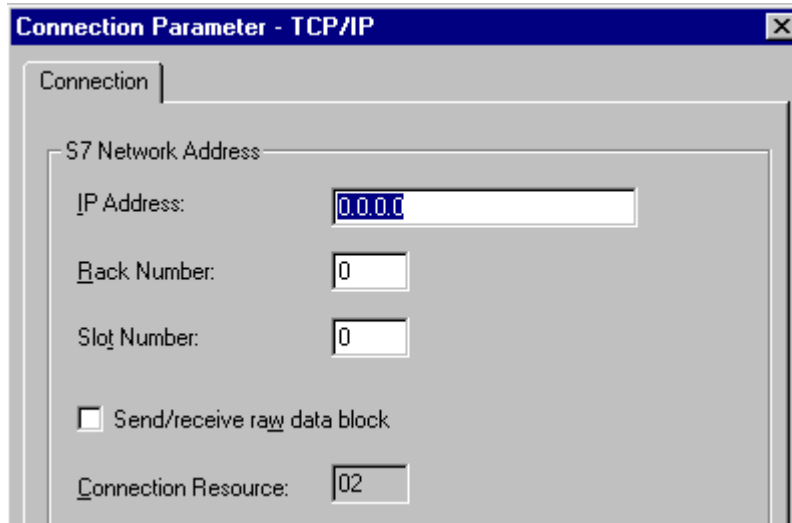 Connection Parameter - TCP/IP
Connection
S7 Network Address
IP Address: 0.0.0.0
Rack Number: 0
Slot Number: 0
Send/receive raw data block
Connection Resource: 02